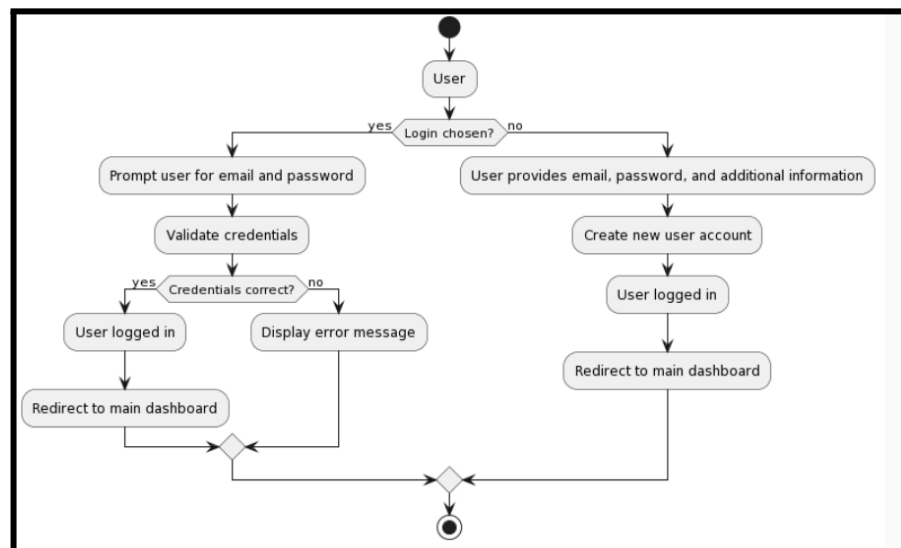 User
yes
Login chosen?
no
Prompt user for email and password
User provides email, password, and additional information
Validate credentials
Create new user account
yes
Credentials correct?
no
User logged in
User logged in
Display error message
Redirect to main dashboard
Redirect to main dashboard